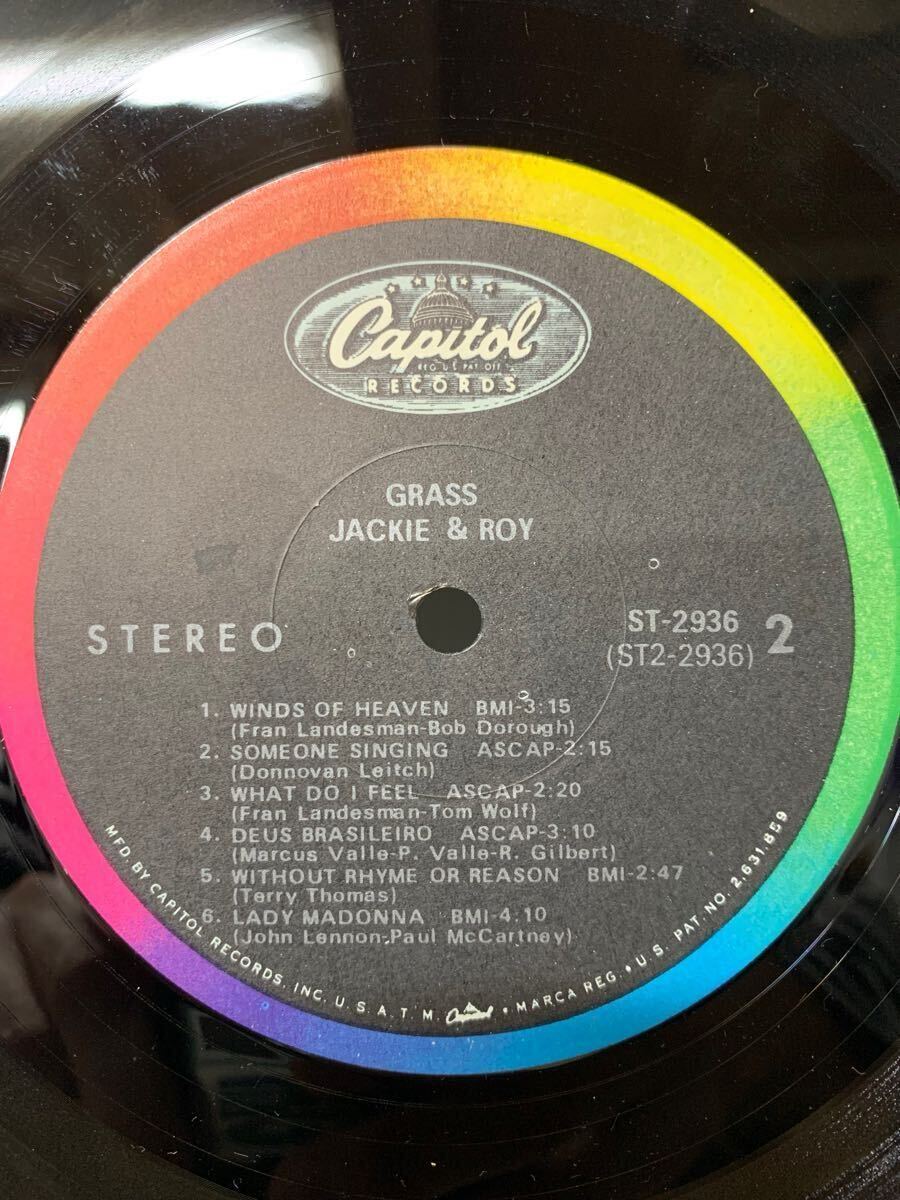 Capitol
REG. U.S. PAT. OFF.
RECORDS
GRASS
JACKIE & ROY
STEREO
ST-2936
(ST2-2936)
2
1. WINDS OF HEAVEN BMI-3:15
(Fran Landesman-Bob Dorough)
2. SOMEONE SINGING ASCAP-2:15
(Donnovan Leitch)
3. WHAT DO I FEEL ASCAP-2:20
(Fran Landesman-Tom Wolf)
4. DEUS BRASILEIRO ASCAP-3:10
(Marcus Valle-P. Valle-R. Gilbert)
5. WITHOUT RHYME OR REASON BMI-2:47
(Terry Thomas)
6. LADY MADONNA BMI-4.10
(John Lennon-Paul McCartney)
MFD BY CAPITOL RECORDS, INC. U. S. A. T. M. Capitol • MARCA REG. • U.S. PAT. NO. 2,631,859